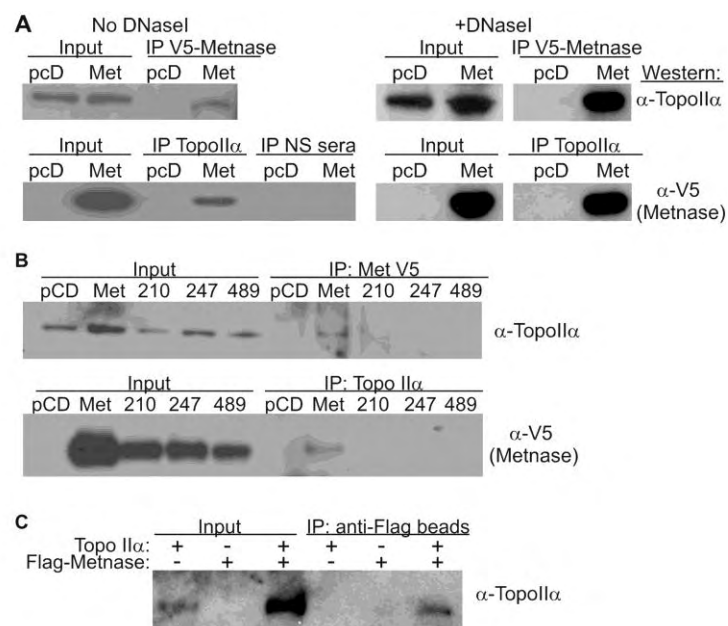 A No DNaseI +DNaseI
Input IP V5-Metnase Input IP V5-Metnase
pcD Met pcD Met pcD Met pcD Met Western:
α-TopoIIα
Input IP TopoIIα IP NS sera Input IP TopoIIα
pcD Met pcD Met pcD Met pcD Met pcD Met
α-V5
(Metnase)
B Input IP: Met V5
pCD Met 210 247 489 pCD Met 210 247 489
α-TopoIIα
Input IP: Topo IIα
pCD Met 210 247 489 pCD Met 210 247 489
α-V5
(Metnase)
C Input IP: anti-Flag beads
Topo IIα: + - + + - +
Flag-Metnase: - + + - + +
α-TopoIIα